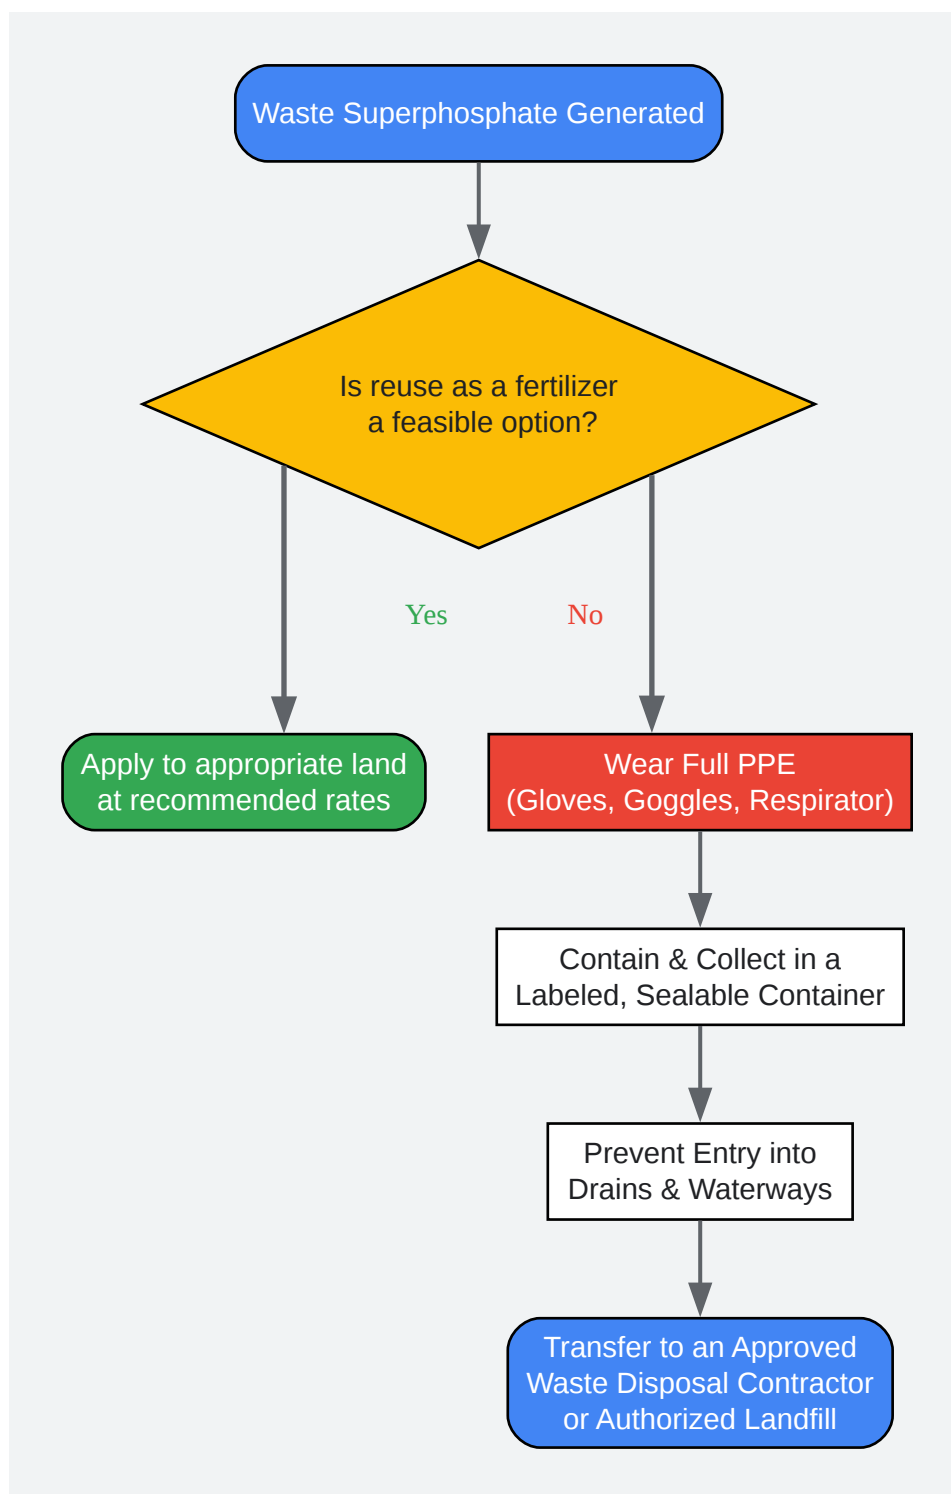 Waste Superphosphate Generated
Is reuse as a fertilizer
a feasible option?
Yes
No
Apply to appropriate land
at recommended rates
Wear Full PPE
(Gloves, Goggles, Respirator)
Contain & Collect in a
Labeled, Sealable Container
Prevent Entry into
Drains & Waterways
Transfer to an Approved
Waste Disposal Contractor
or Authorized Landfill